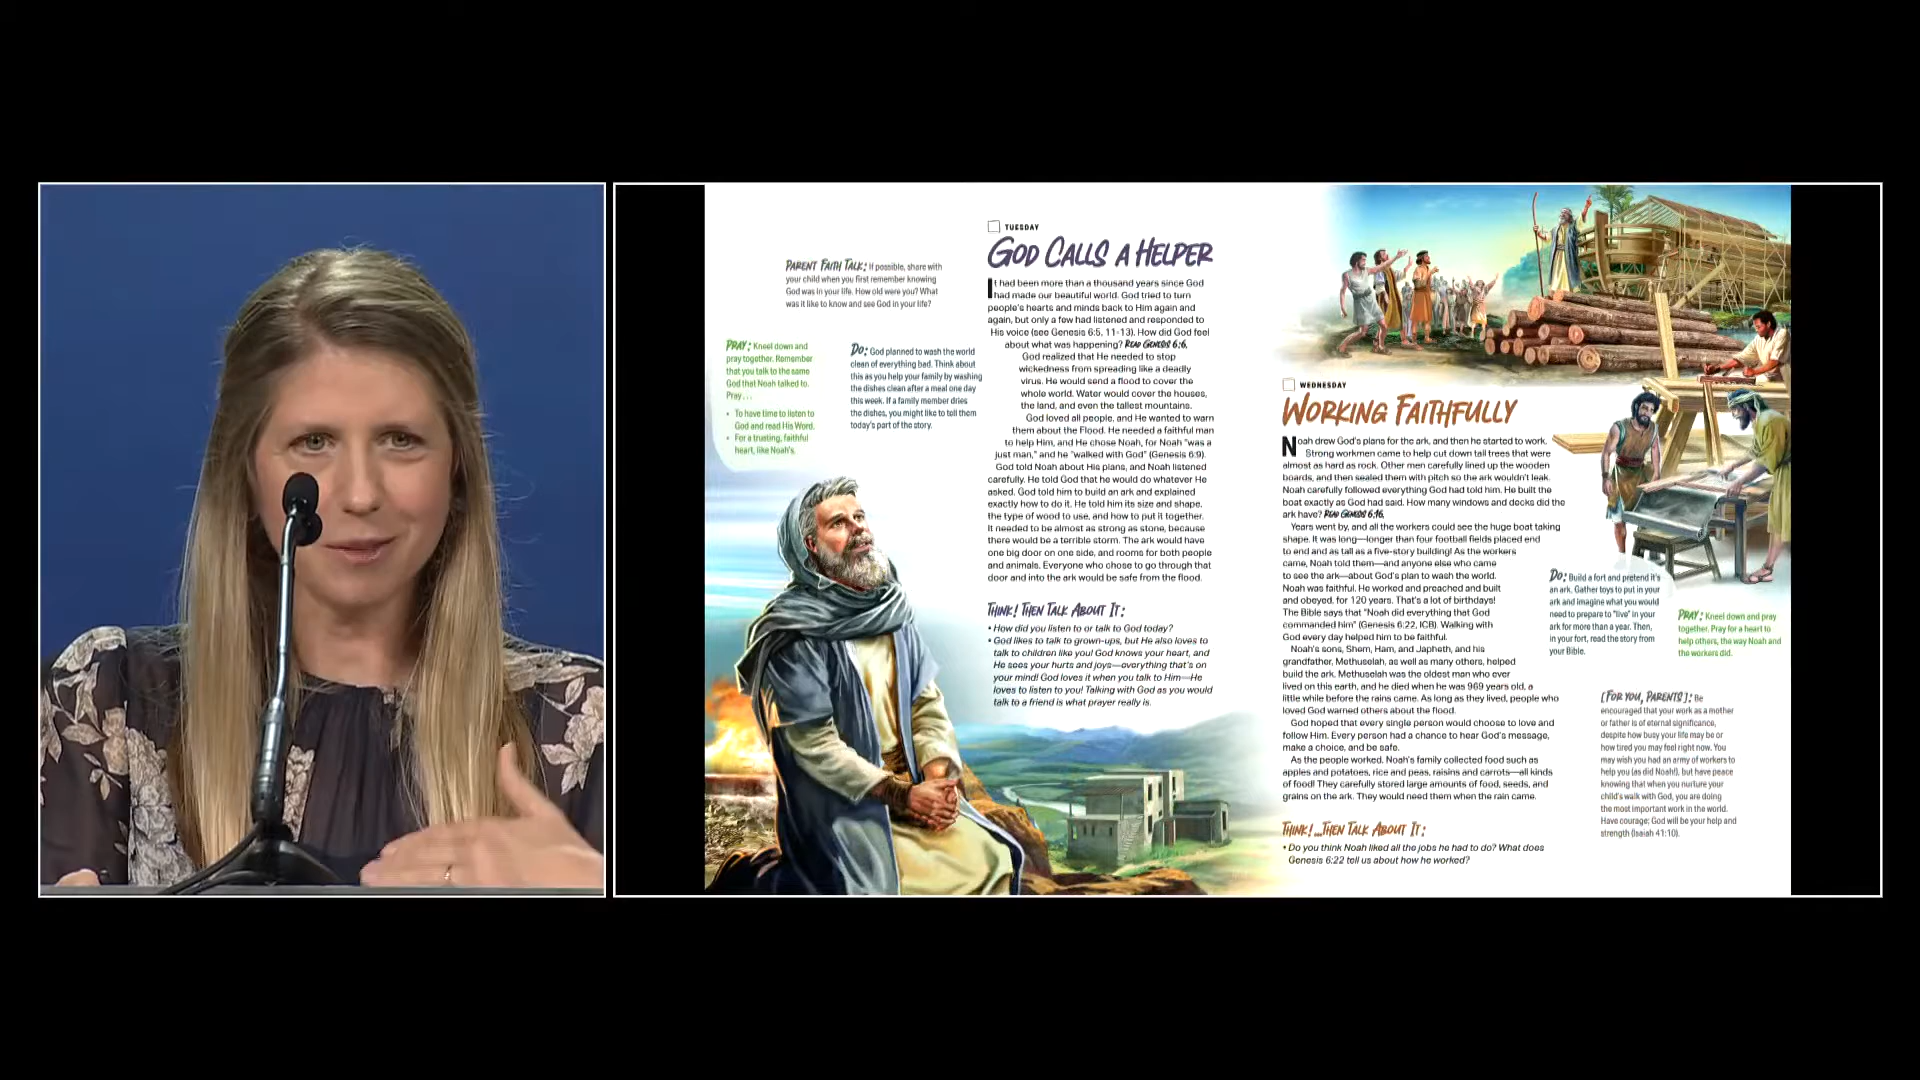 PARENT FAITH TALK: If possible, share with
your child when you first remember knowing
God was in your life. How old were you? What
was it like to know and see God in your life?
PRAY: Kneel down and
pray together. Remember
that you talk to the same
God that Noah talked to.
Pray . . .
• To have time to listen to
God and read His Word.
• For a trusting, faithful
heart, like Noah's.
DO: God planned to wash the world
clean of everything bad. Think about
this as you help your family by washing
the dishes clean after a meal one day
this week. If a family member dries
the dishes, you might like to tell them
today's part of the story.
TUESDAY
GOD CALLS A HELPER
It had been more than a thousand years since God
had made our beautiful world. God tried to turn
people's hearts and minds back to Him again and
again, but only a few had listened and responded to
His voice (see Genesis 6:5, 11-13). How did God feel
about what was happening? READ GENESIS 6:6.
God realized that He needed to stop
wickedness from spreading like a deadly
virus. He would send a flood to cover the
whole world. Water would cover the houses,
the land, and even the tallest mountains.
God loved all people, and He wanted to warn
them about the Flood. He needed a faithful man
to help Him, and He chose Noah, for Noah "was a
just man," and he "walked with God" (Genesis 6:9).
God told Noah about His plans, and Noah listened
carefully. He told God that he would do whatever He
asked. God told him to build an ark and explained
exactly how to do it. He told him its size and shape,
the type of wood to use, and how to put it together.
It needed to be almost as strong as stone, because
there would be a terrible storm. The ark would have
one big door on one side, and rooms for both people
and animals. Everyone who chose to go through that
door and into the ark would be safe from the flood.
THINK! THEN TALK ABOUT IT:
• How did you listen to or talk to God today?
• God likes to talk to grown-ups, but He also loves to
talk to children like you! God knows your heart, and
He sees your hurts and joys—everything that's on
your mind! God loves it when you talk to Him—He
loves to listen to you! Talking with God as you would
talk to a friend is what prayer really is.
WEDNESDAY
WORKING FAITHFULLY
Noah drew God's plans for the ark, and then he started to work.
Strong workmen came to help cut down tall trees that were
almost as hard as rock. Other men carefully lined up the wooden
boards, and then sealed them with pitch so the ark wouldn't leak.
Noah carefully followed everything God had told him. He built the
boat exactly as God had said. How many windows and decks did the
ark have? READ GENESIS 6:16.
Years went by, and all the workers could see the huge boat taking
shape. It was long—longer than four football fields placed end
to end and as tall as a five-story building! As the workers
came, Noah told them—and anyone else who came
to see the ark—about God's plan to wash the world.
Noah was faithful. He worked and preached and built
and obeyed, for 120 years. That's a lot of birthdays!
The Bible says that "Noah did everything that God
commanded him" (Genesis 6:22, ICB). Walking with
God every day helped him to be faithful.
Noah's sons, Shem, Ham, and Japheth, and his
grandfather, Methuselah, as well as many others, helped
build the ark. Methuselah was the oldest man who ever
lived on this earth, and he died when he was 969 years old, a
little while before the rains came. As long as they lived, people who
loved God warned others about the flood.
God hoped that every single person would choose to love and
follow Him. Every person had a chance to hear God's message,
make a choice, and be safe.
As the people worked, Noah's family collected food such as
apples and potatoes, rice and peas, raisins and carrots—all kinds
of food! They carefully stored large amounts of food, seeds, and
grains on the ark. They would need them when the rain came.
THINK!...THEN TALK ABOUT IT:
• Do you think Noah liked all the jobs he had to do? What does
Genesis 6:22 tell us about how he worked?
DO: Build a fort and pretend it's
an ark. Gather toys to put in your
ark and imagine what you would
need to prepare to "live" in your
ark for more than a year. Then,
in your fort, read the story from
your Bible.
PRAY: Kneel down and pray
together. Pray for a heart to
help others, the way Noah and
the workers did.
[FOR YOU, PARENTS]: Be
encouraged that your work as a mother
or father is of eternal significance,
despite how busy your life may be or
how tired you may feel right now. You
may wish you had an army of workers to
help you (as did Noah!), but have peace
knowing that when you nurture your
child's walk with God, you are doing
the most important work in the world.
Have courage; God will be your help and
strength (Isaiah 41:10).